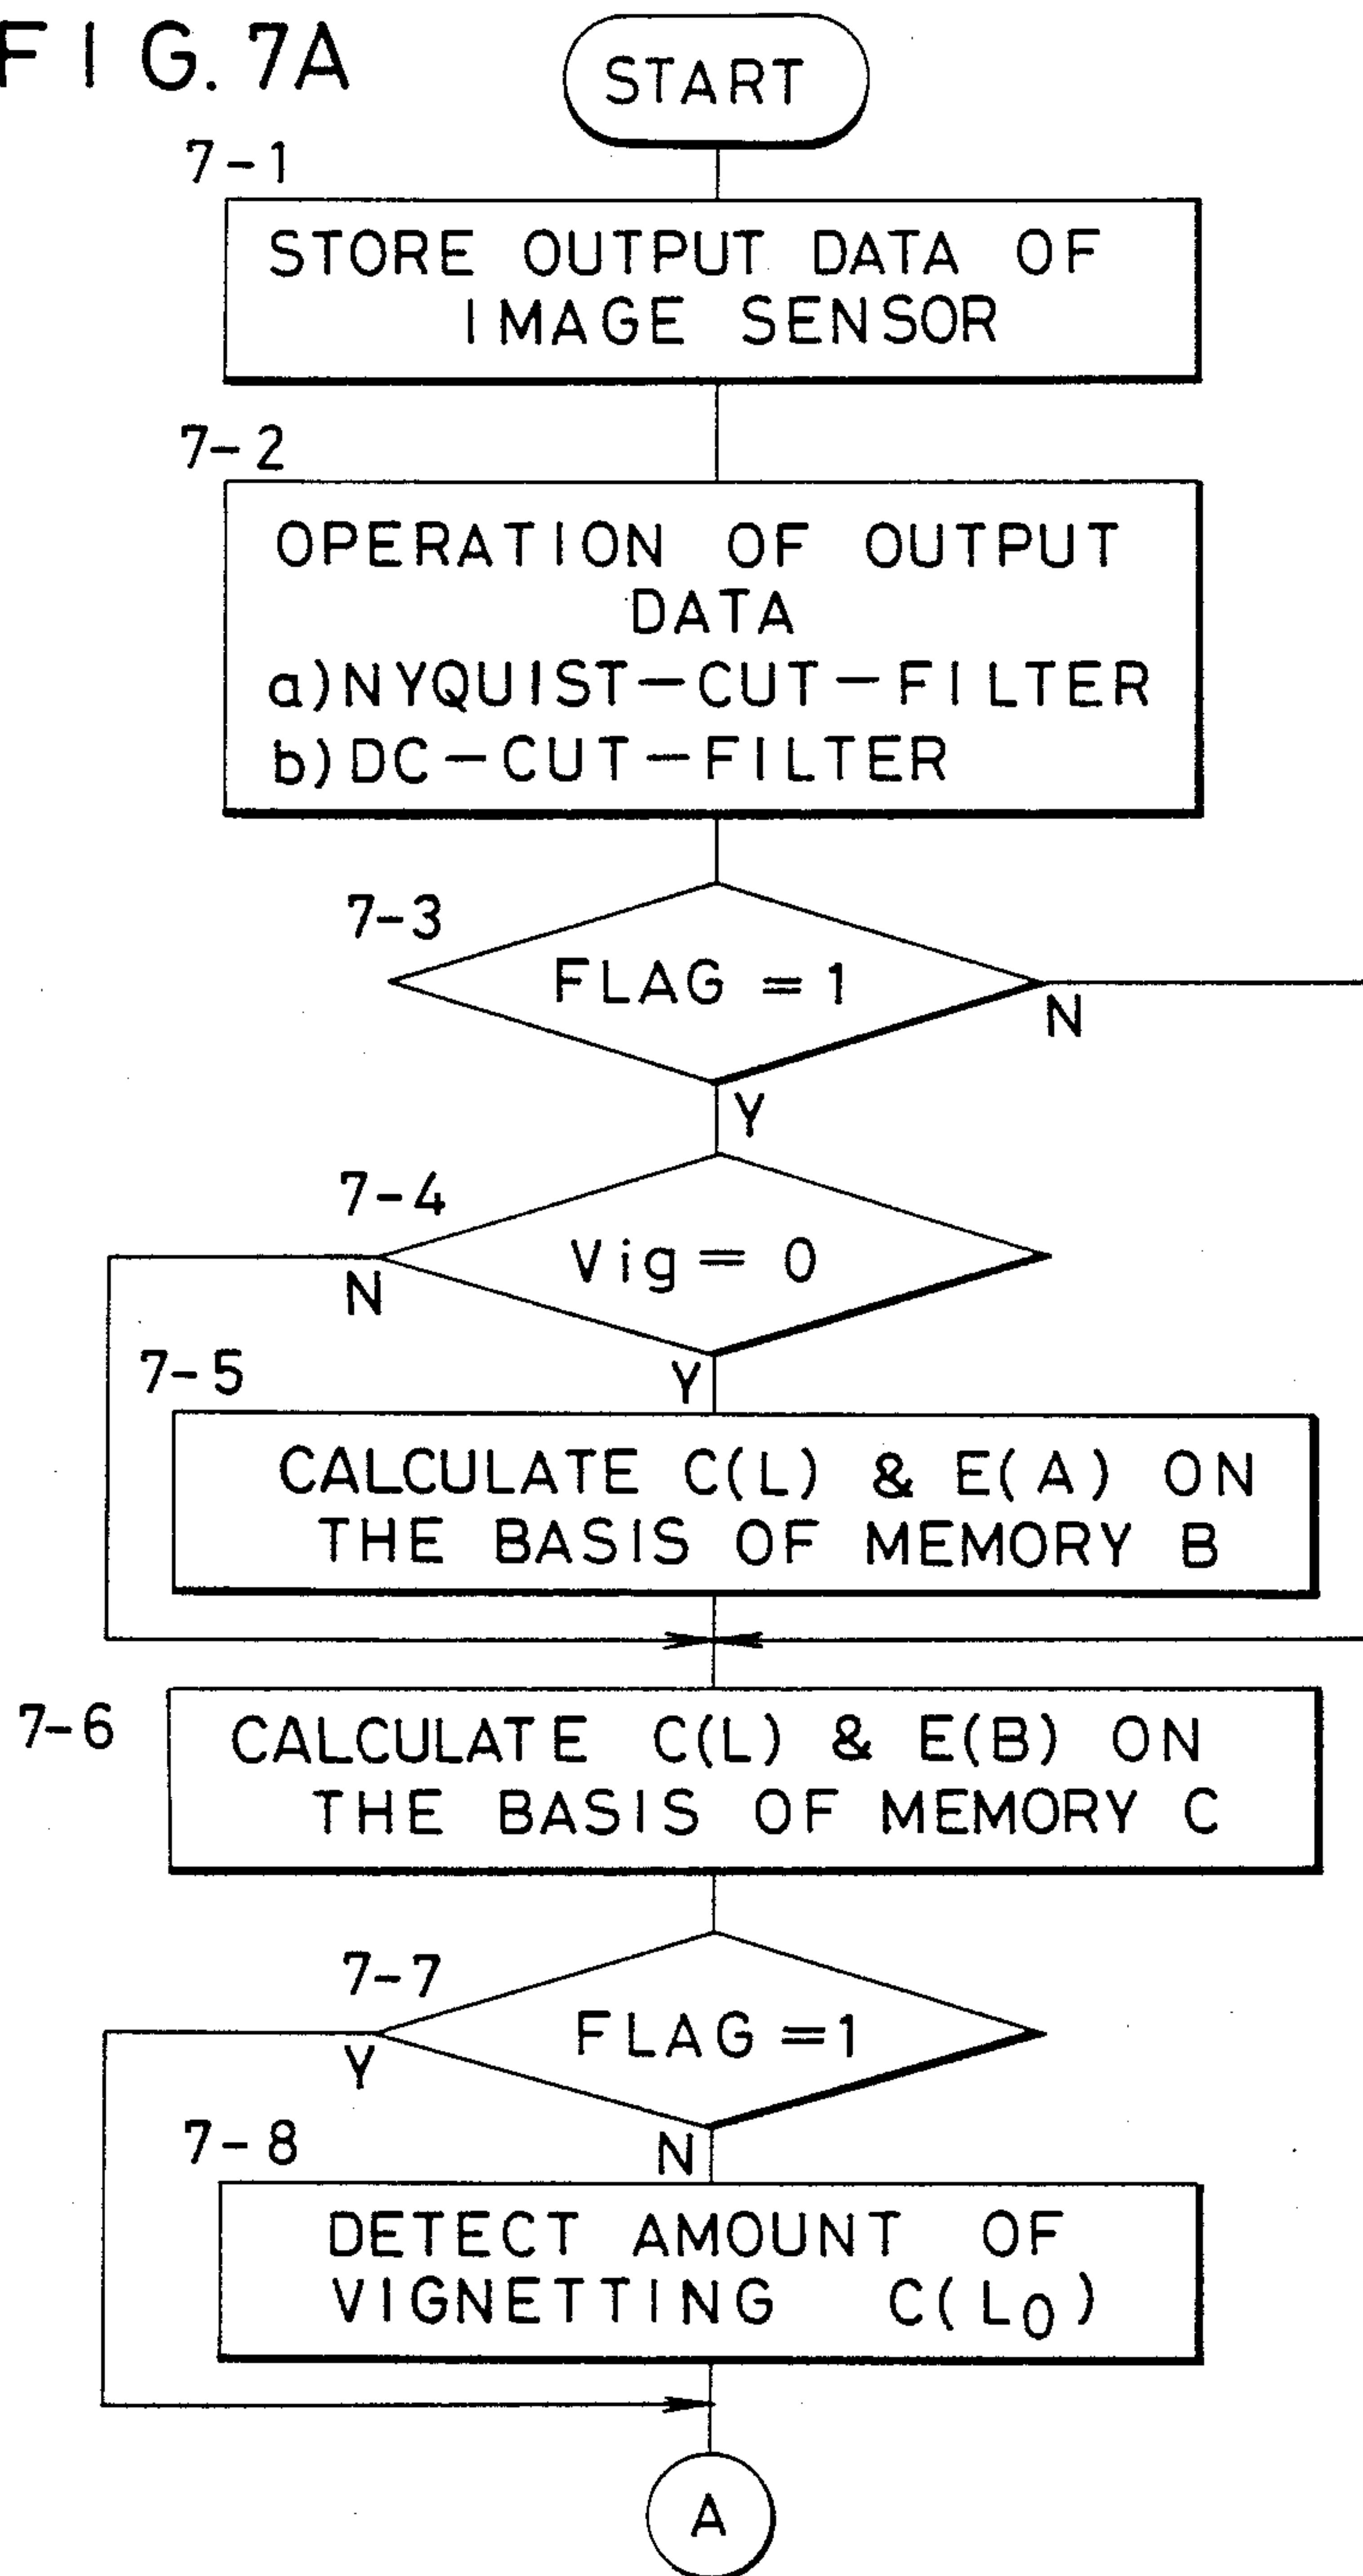 FIG. 7A
START
7-1
STORE OUTPUT DATA OF
IMAGE SENSOR
7-2
OPERATION OF OUTPUT
DATA
a) NYQUIST-CUT-FILTER
b) DC-CUT-FILTER
7-3
FLAG = 1
N
Y
7-4
Vig = 0
N
Y
7-5
CALCULATE C(L) & E(A) ON
THE BASIS OF MEMORY B
7-6
CALCULATE C(L) & E(B) ON
THE BASIS OF MEMORY C
7-7
FLAG = 1
Y
N
7-8
DETECT AMOUNT OF
VIGNETTING C(L0)
A